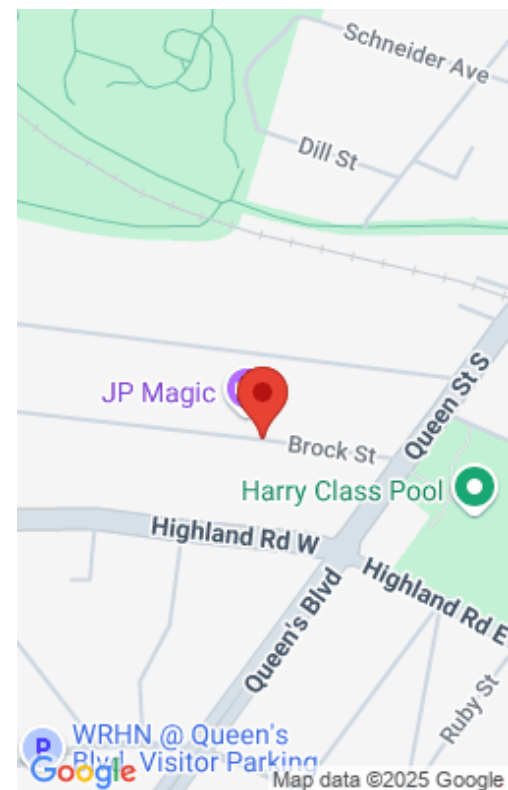 Schneider Ave
Dill St
Queen St S
JP Magic
Brock St
Harry Class Pool
Highland Rd W
Highland Rd E
Queen's Blvd
Ruby St
P
WRHN @ Queen's
Blvd, Visitor Parking
Google
Map data ©2025 Google